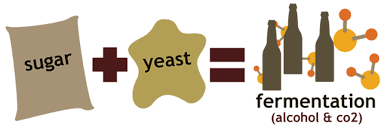 sugar
yeast
fermentation
(alcohol & co2)